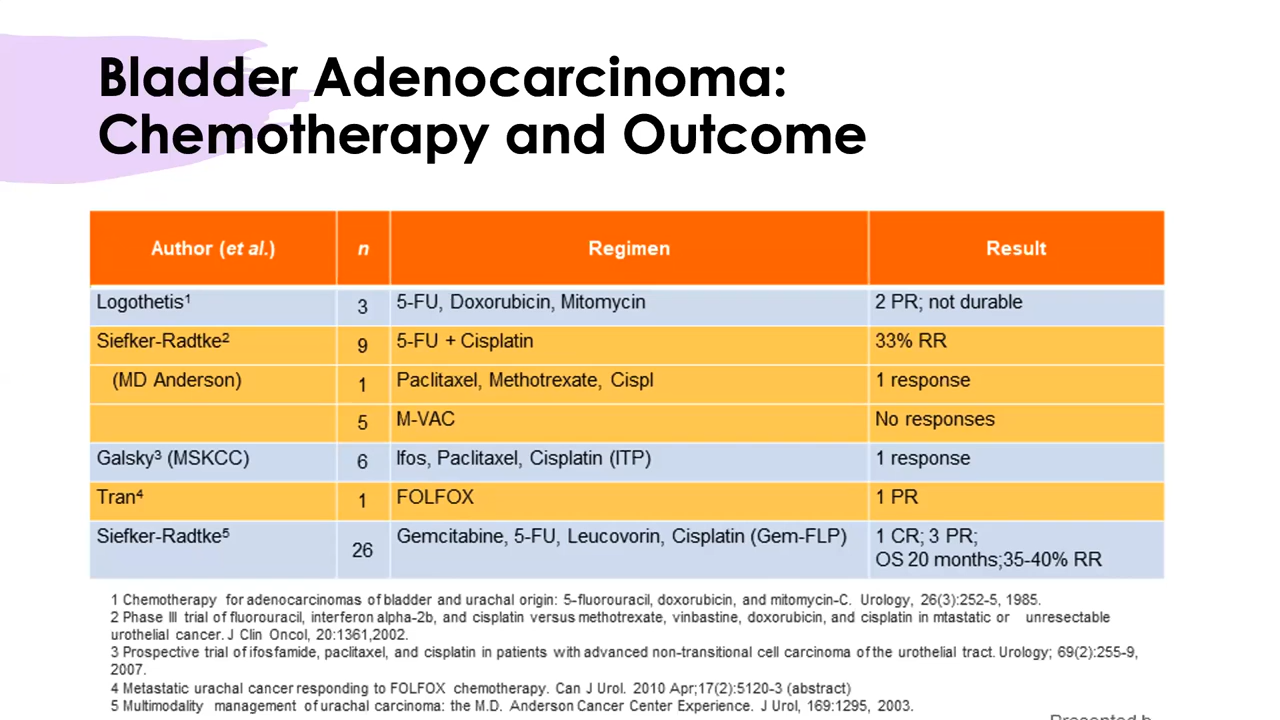 Bladder Adenocarcinoma:
Chemotherapy and Outcome
Author (et al.) n Regimen Result
Logothetis¹ 3 5-FU, Doxorubicin, Mitomycin 2 PR; not durable
Siefker-Radtke² 9 5-FU + Cisplatin 33% RR
(MD Anderson) 1 Paclitaxel, Methotrexate, Cispl 1 response
5 M-VAC No responses
Galsky³ (MSKCC) 6 Ifos, Paclitaxel, Cisplatin (ITP) 1 response
Tran⁴ 1 FOLFOX 1 PR
Siefker-Radtke⁵ 26 Gemcitabine, 5-FU, Leucovorin, Cisplatin (Gem-FLP) 1 CR; 3 PR;
OS 20 months;35-40% RR
1 Chemotherapy for adenocarcinomas of bladder and urachal origin: 5-fluorouracil, doxorubicin, and mitomycin-C. Urology, 26(3):252-5, 1985.
2 Phase III trial of fluorouracil, interferon alpha-2b, and cisplatin versus methotrexate, vinbastine, doxorubicin, and cisplatin in mtastatic or unresectable
urothelial cancer. J Clin Oncol, 20:1361,2002.
3 Prospective trial of ifosfamide, paclitaxel, and cisplatin in patients with advanced non-transitional cell carcinoma of the urothelial tract. Urology; 69(2):255-9,
2007.
4 Metastatic urachal cancer responding to FOLFOX chemotherapy. Can J Urol. 2010 Apr;17(2):5120-3 (abstract)
5 Multimodality management of urachal carcinoma: the M.D. Anderson Cancer Center Experience. J Urol, 169:1295, 2003.
Presented b